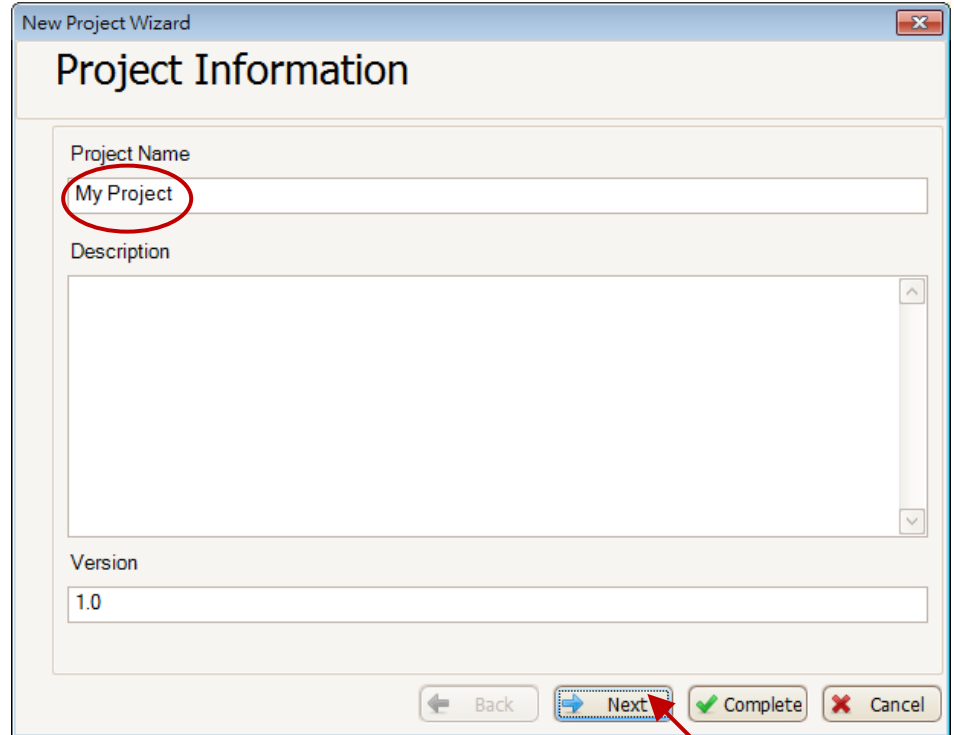 New Project Wizard
Project Information
Project Name
My Project
Description
Version
1.0
Back Next Complete Cancel